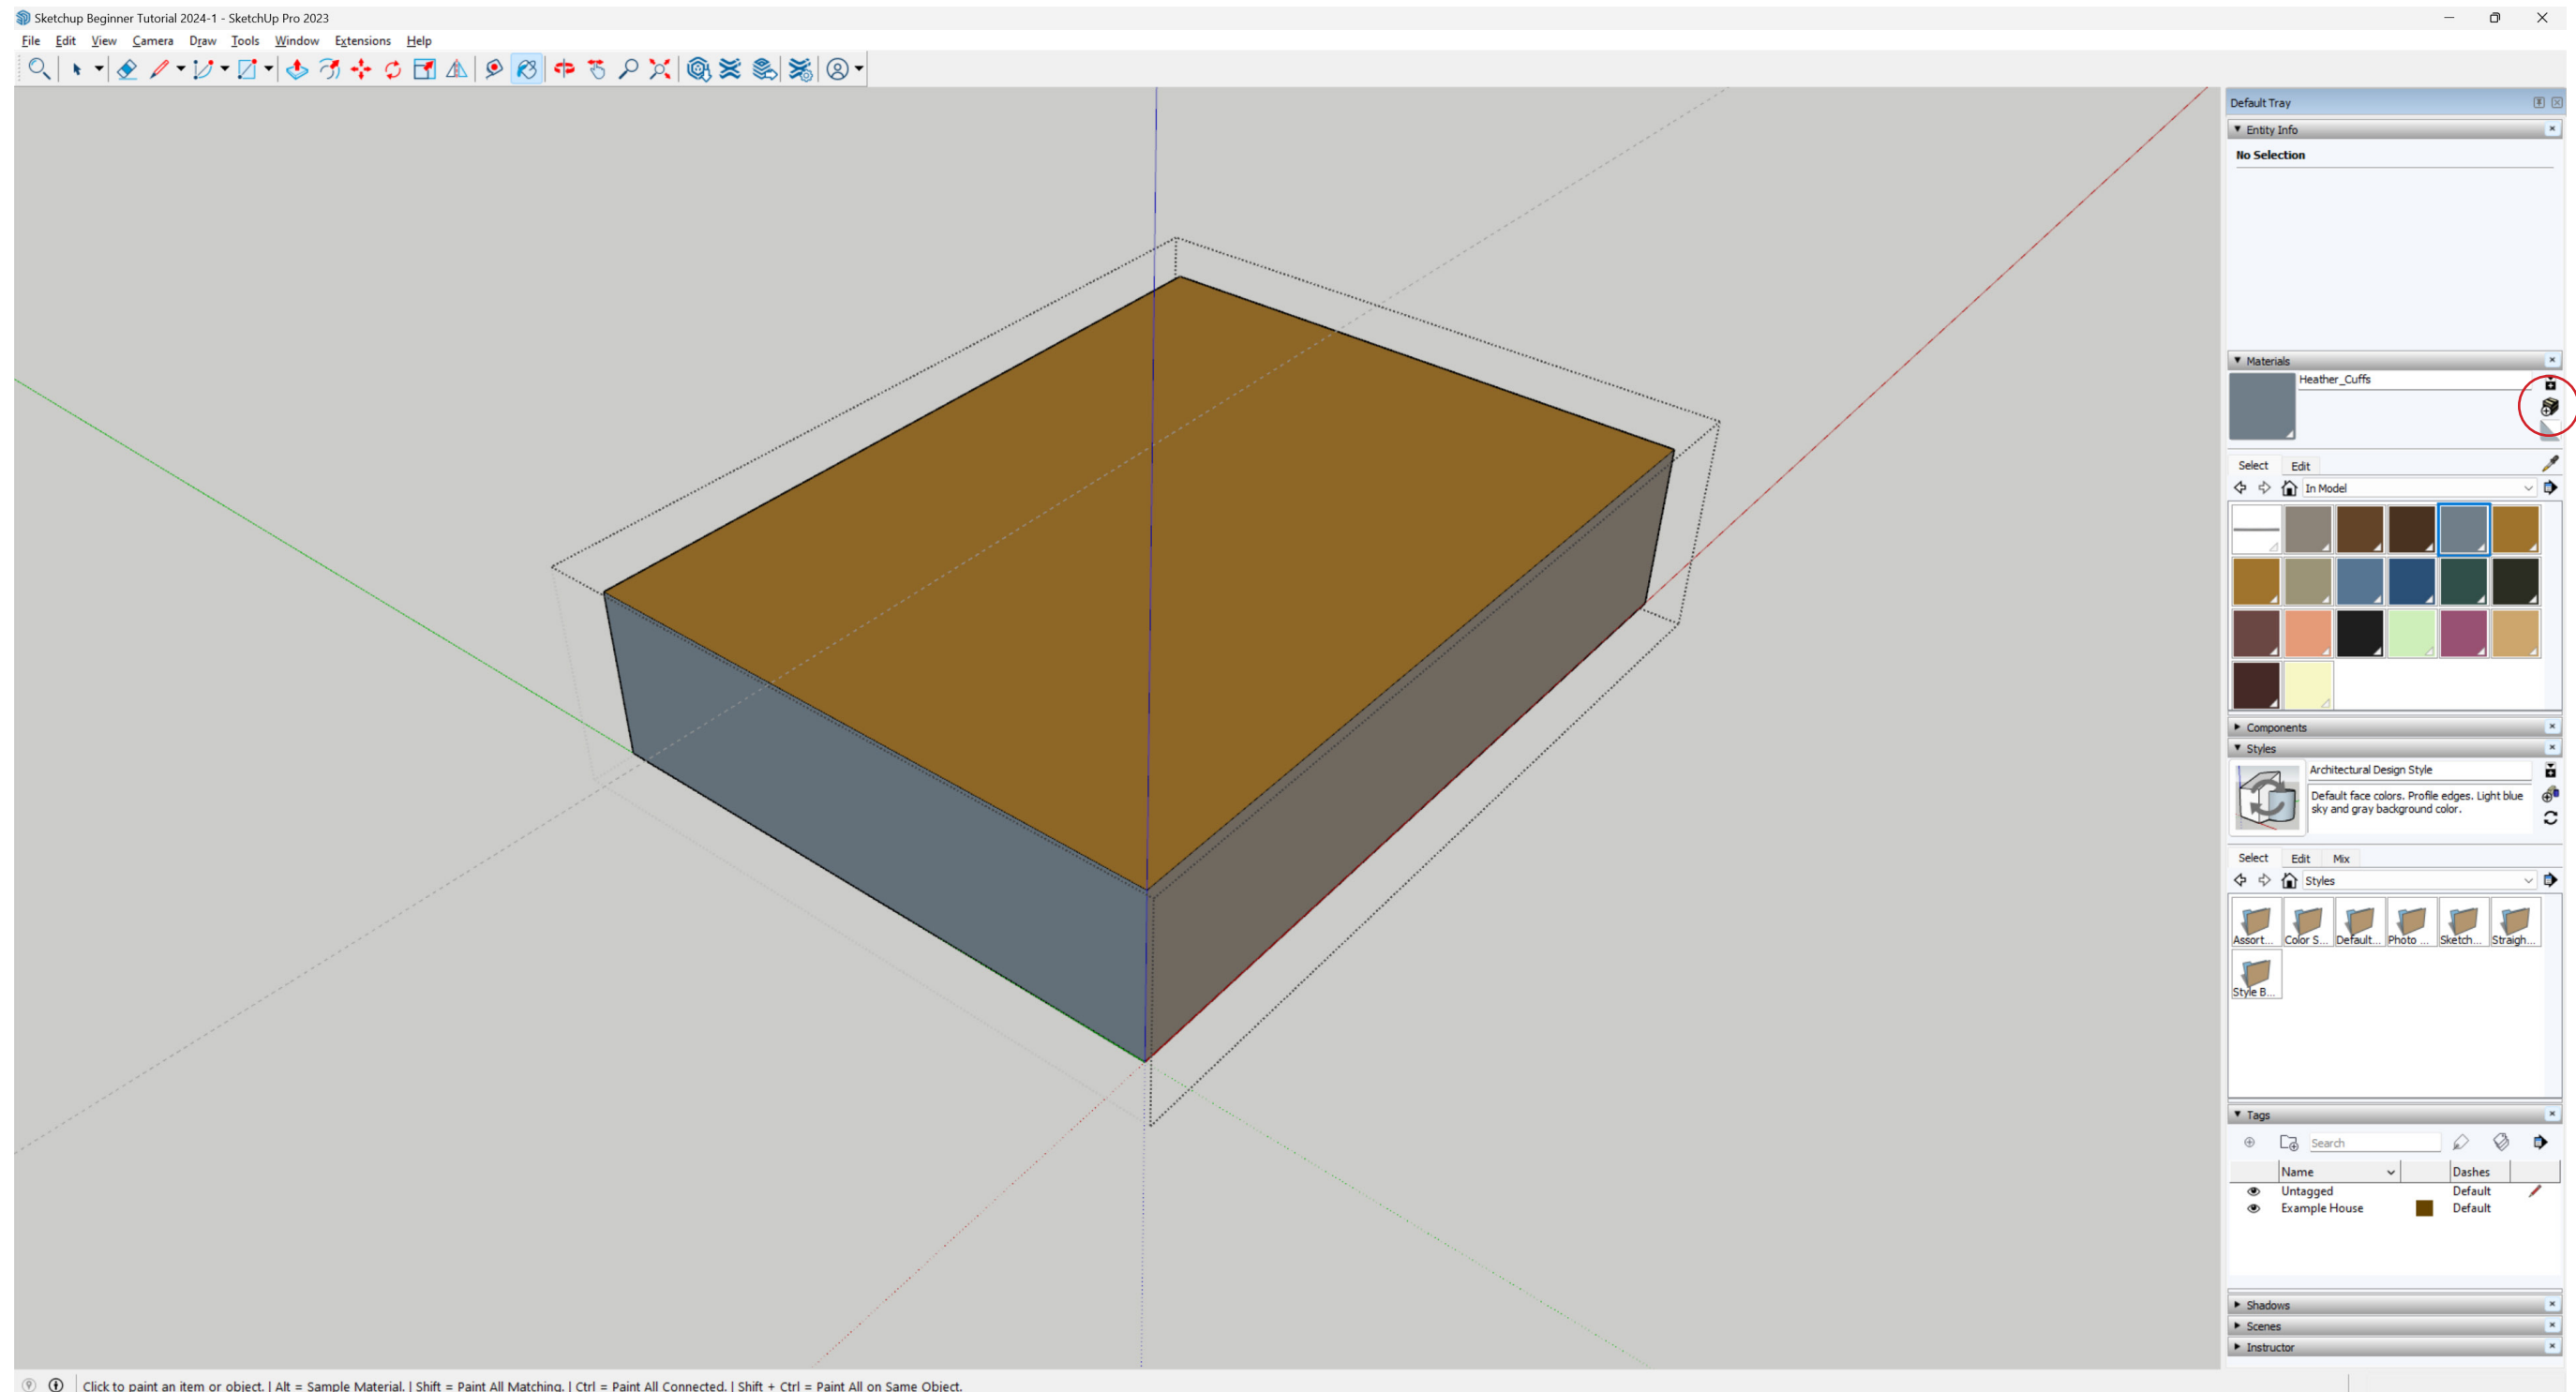 Sketchup Beginner Tutorial 2024-1 - SketchUp Pro 2023
File Edit View Camera Draw Tools Window Extensions Help
Default Tray
Entity Info
No Selection
Materials
Heather_Cuffs
Select Edit
In Model
Components
Styles
Architectural Design Style
Default face colors. Profile edges. Light blue
sky and gray background color.
Select Edit Mix
Styles
Assort... Color S... Default... Photo ... Sketch... Straigh...
Style B...
Tags
Search
Name Dashes
Untagged Default
Example House Default
Shadows
Scenes
Instructor
Click to paint an item or object. | Alt = Sample Material. | Shift = Paint All Matching. | Ctrl = Paint All Connected. | Shift + Ctrl = Paint All on Same Object.